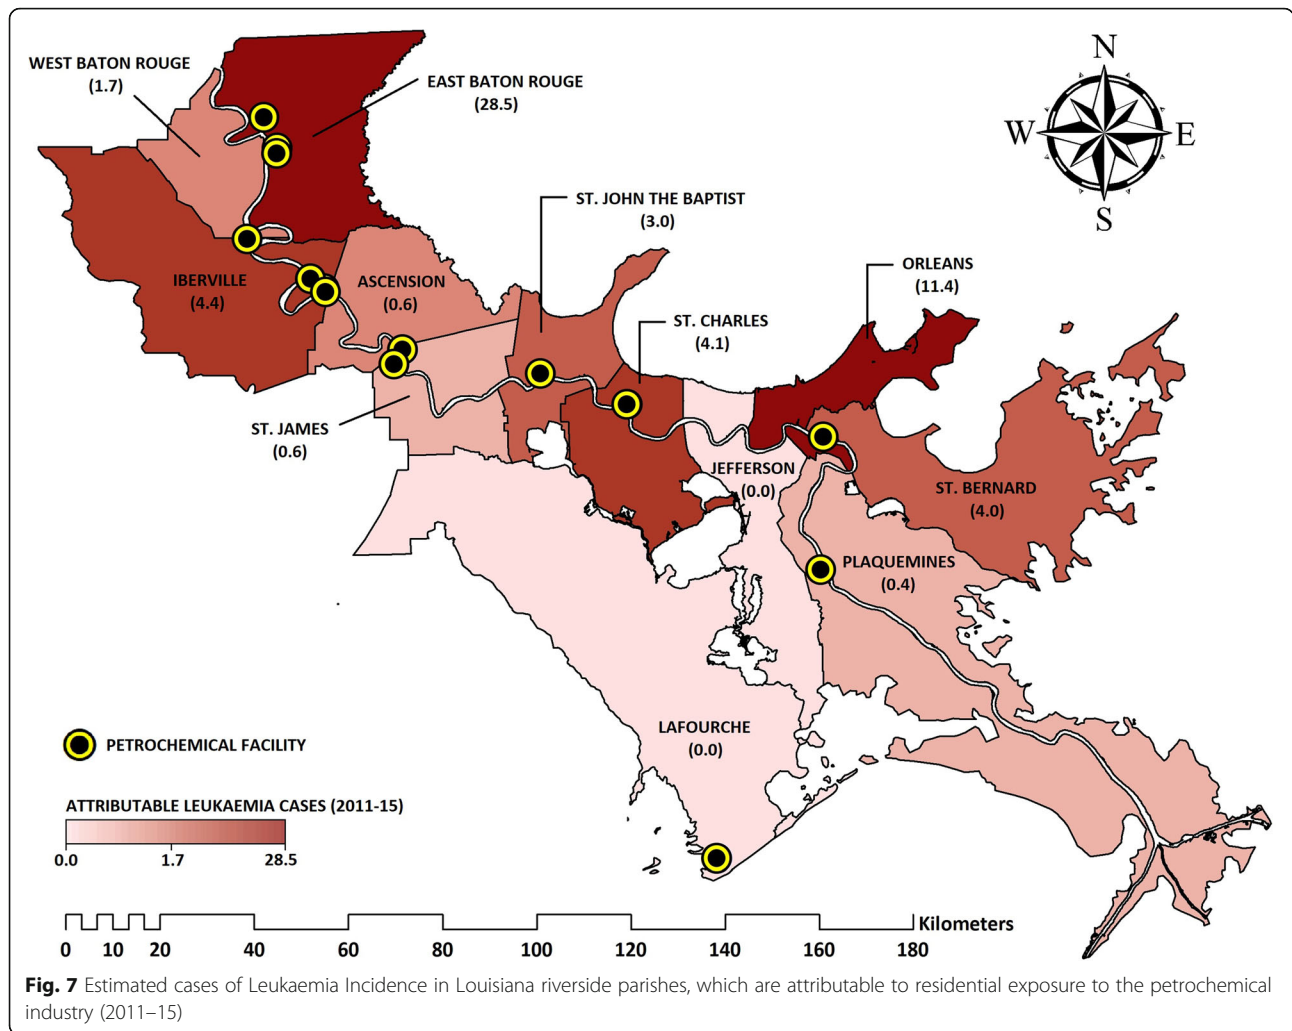 N
W
E
S
WEST BATON ROUGE
(1.7)
EAST BATON ROUGE
(28.5)
ST. JOHN THE BAPTIST
(3.0)
ORLEANS
(11.4)
IBERVILLE
(4.4)
ASCENSION
(0.6)
ST. CHARLES
(4.1)
ST. JAMES
(0.6)
JEFFERSON
(0.0)
ST. BERNARD
(4.0)
PLAQUEMINES
(0.4)
LAFOURCHE
(0.0)
PETROCHEMICAL FACILITY
ATTRIBUTABLE LEUKAEMIA CASES (2011-15)
0.0 1.7 28.5
Kilometers
0 10 20 40 60 80 100 120 140 160 180
Fig. 7 Estimated cases of Leukaemia Incidence in Louisiana riverside parishes, which are attributable to residential exposure to the petrochemical
industry (2011–15)